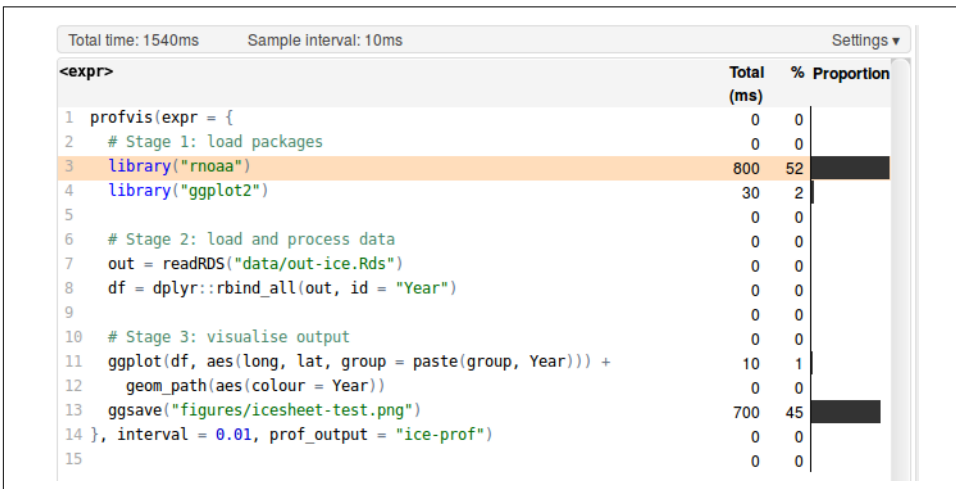 Total time: 1540ms Sample interval: 10ms Settings ▾
<expr> Total % Proportion
(ms)
1 profvis(expr = { 0 0
2   # Stage 1: load packages 0 0
3   library("rnoaa") 800 52
4   library("ggplot2") 30 2
5 0 0
6   # Stage 2: load and process data 0 0
7   out = readRDS("data/out-ice.Rds") 0 0
8   df = dplyr::rbind_all(out, id = "Year") 0 0
9 0 0
10   # Stage 3: visualise output 0 0
11   ggplot(df, aes(long, lat, group = paste(group, Year))) + 10 1
12     geom_path(aes(colour = Year)) 0 0
13   ggsave("figures/icesheet-test.png") 700 45
14 }, interval = 0.01, prof_output = "ice-prof") 0 0
15 0 0